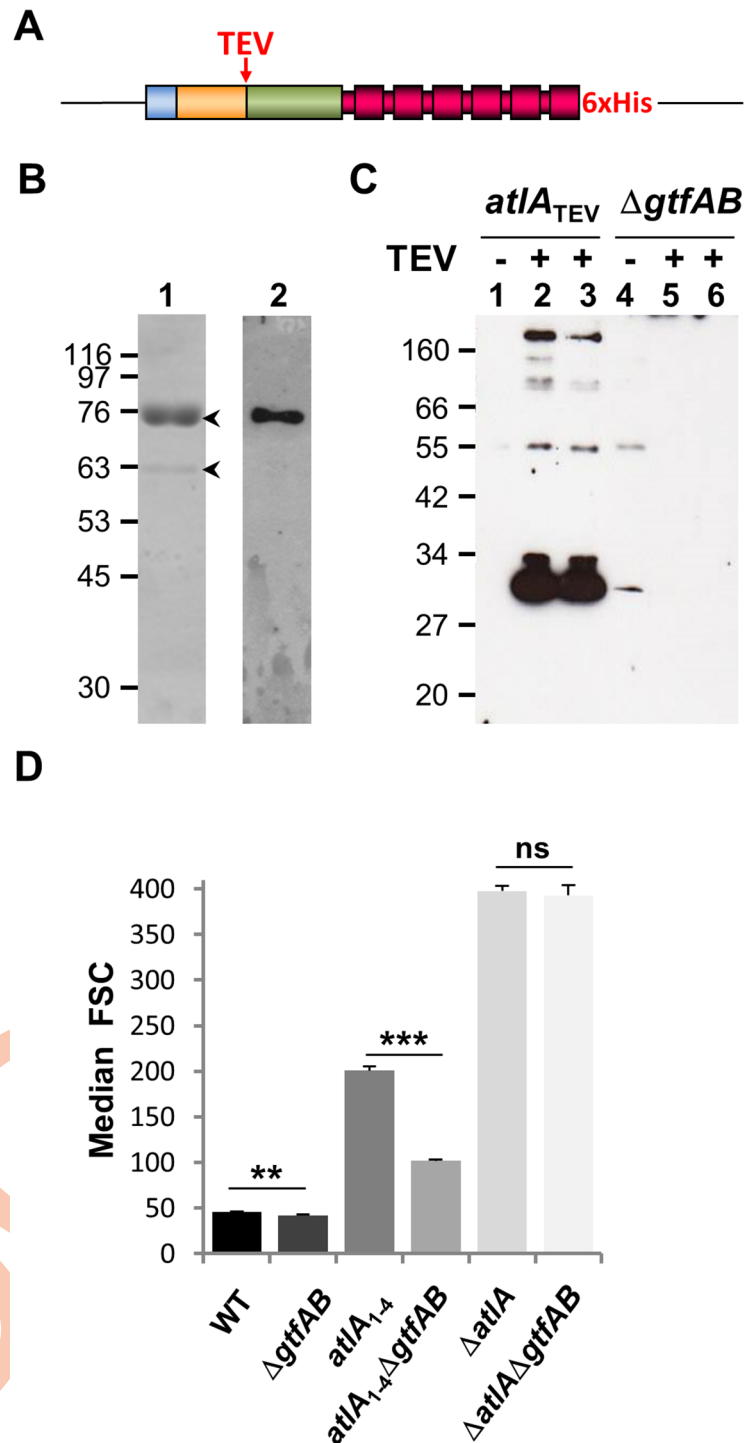 A
TEV
6xHis
B
C
atlATEV ΔgtfAB
TEV - + + - + +
1 2
1 2 3 4 5 6
116
97
76
63
53
45
30
160
66
55
42
34
27
20
D
ns
***
**
Median FSC
400
350
300
250
200
150
100
50
0
WT
ΔgtfAB
atlA1-4
atlA1-4ΔgtfAB
ΔatlA
ΔatlAΔgtfAB